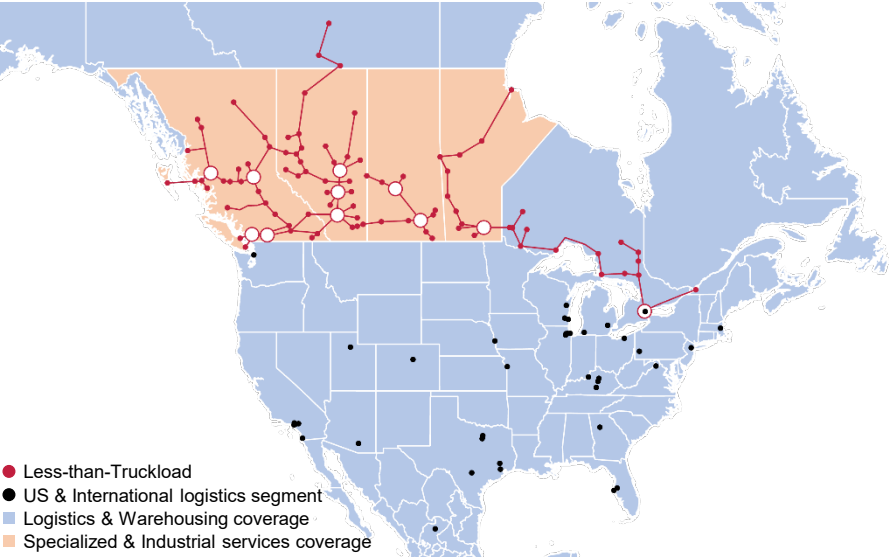 Less-than-Truckload
US & International logistics segment
Logistics & Warehousing coverage
Specialized & Industrial services coverage